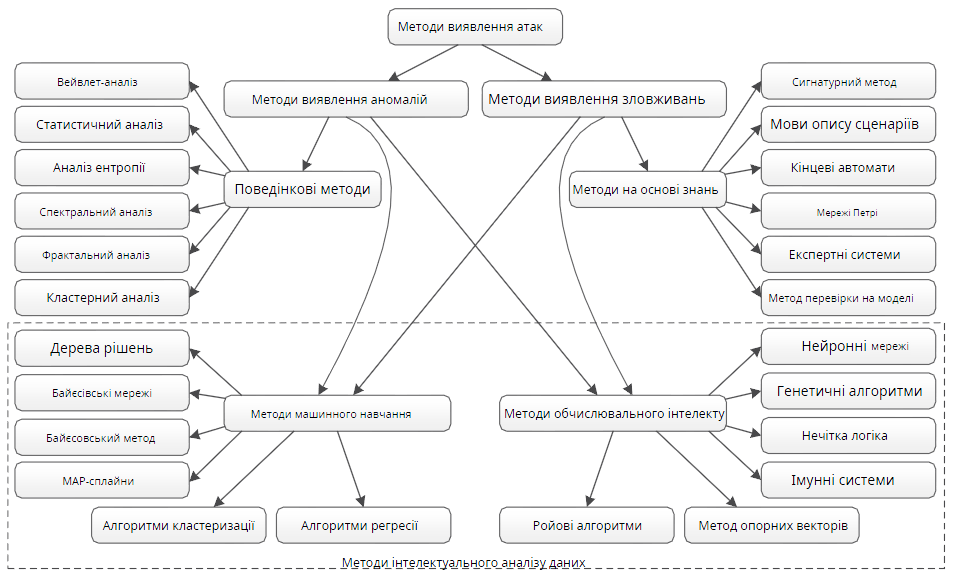 Методи виявлення атак
Методи виявлення аномалій
Методи виявлення зловживань
Вейвлет-аналіз
Статистичний аналіз
Аналіз ентропії
Спектральний аналіз
Фрактальний аналіз
Кластерний аналіз
Поведінкові методи
Методи на основі знань
Сигнатурний метод
Мови опису сценаріїв
Кінцеві автомати
Мережі Петрі
Експертні системи
Метод перевірки на моделі
Дерева рішень
Байєсівські мережі
Байєсовський метод
МАР-сплайни
Методи машинного навчання
Методи обчислювального інтелекту
Нейронні мережі
Генетичні алгоритми
Нечітка логіка
Імунні системи
Алгоритми кластеризації
Алгоритми регресії
Ройові алгоритми
Метод опорних векторів
Методи інтелектуального аналізу даних